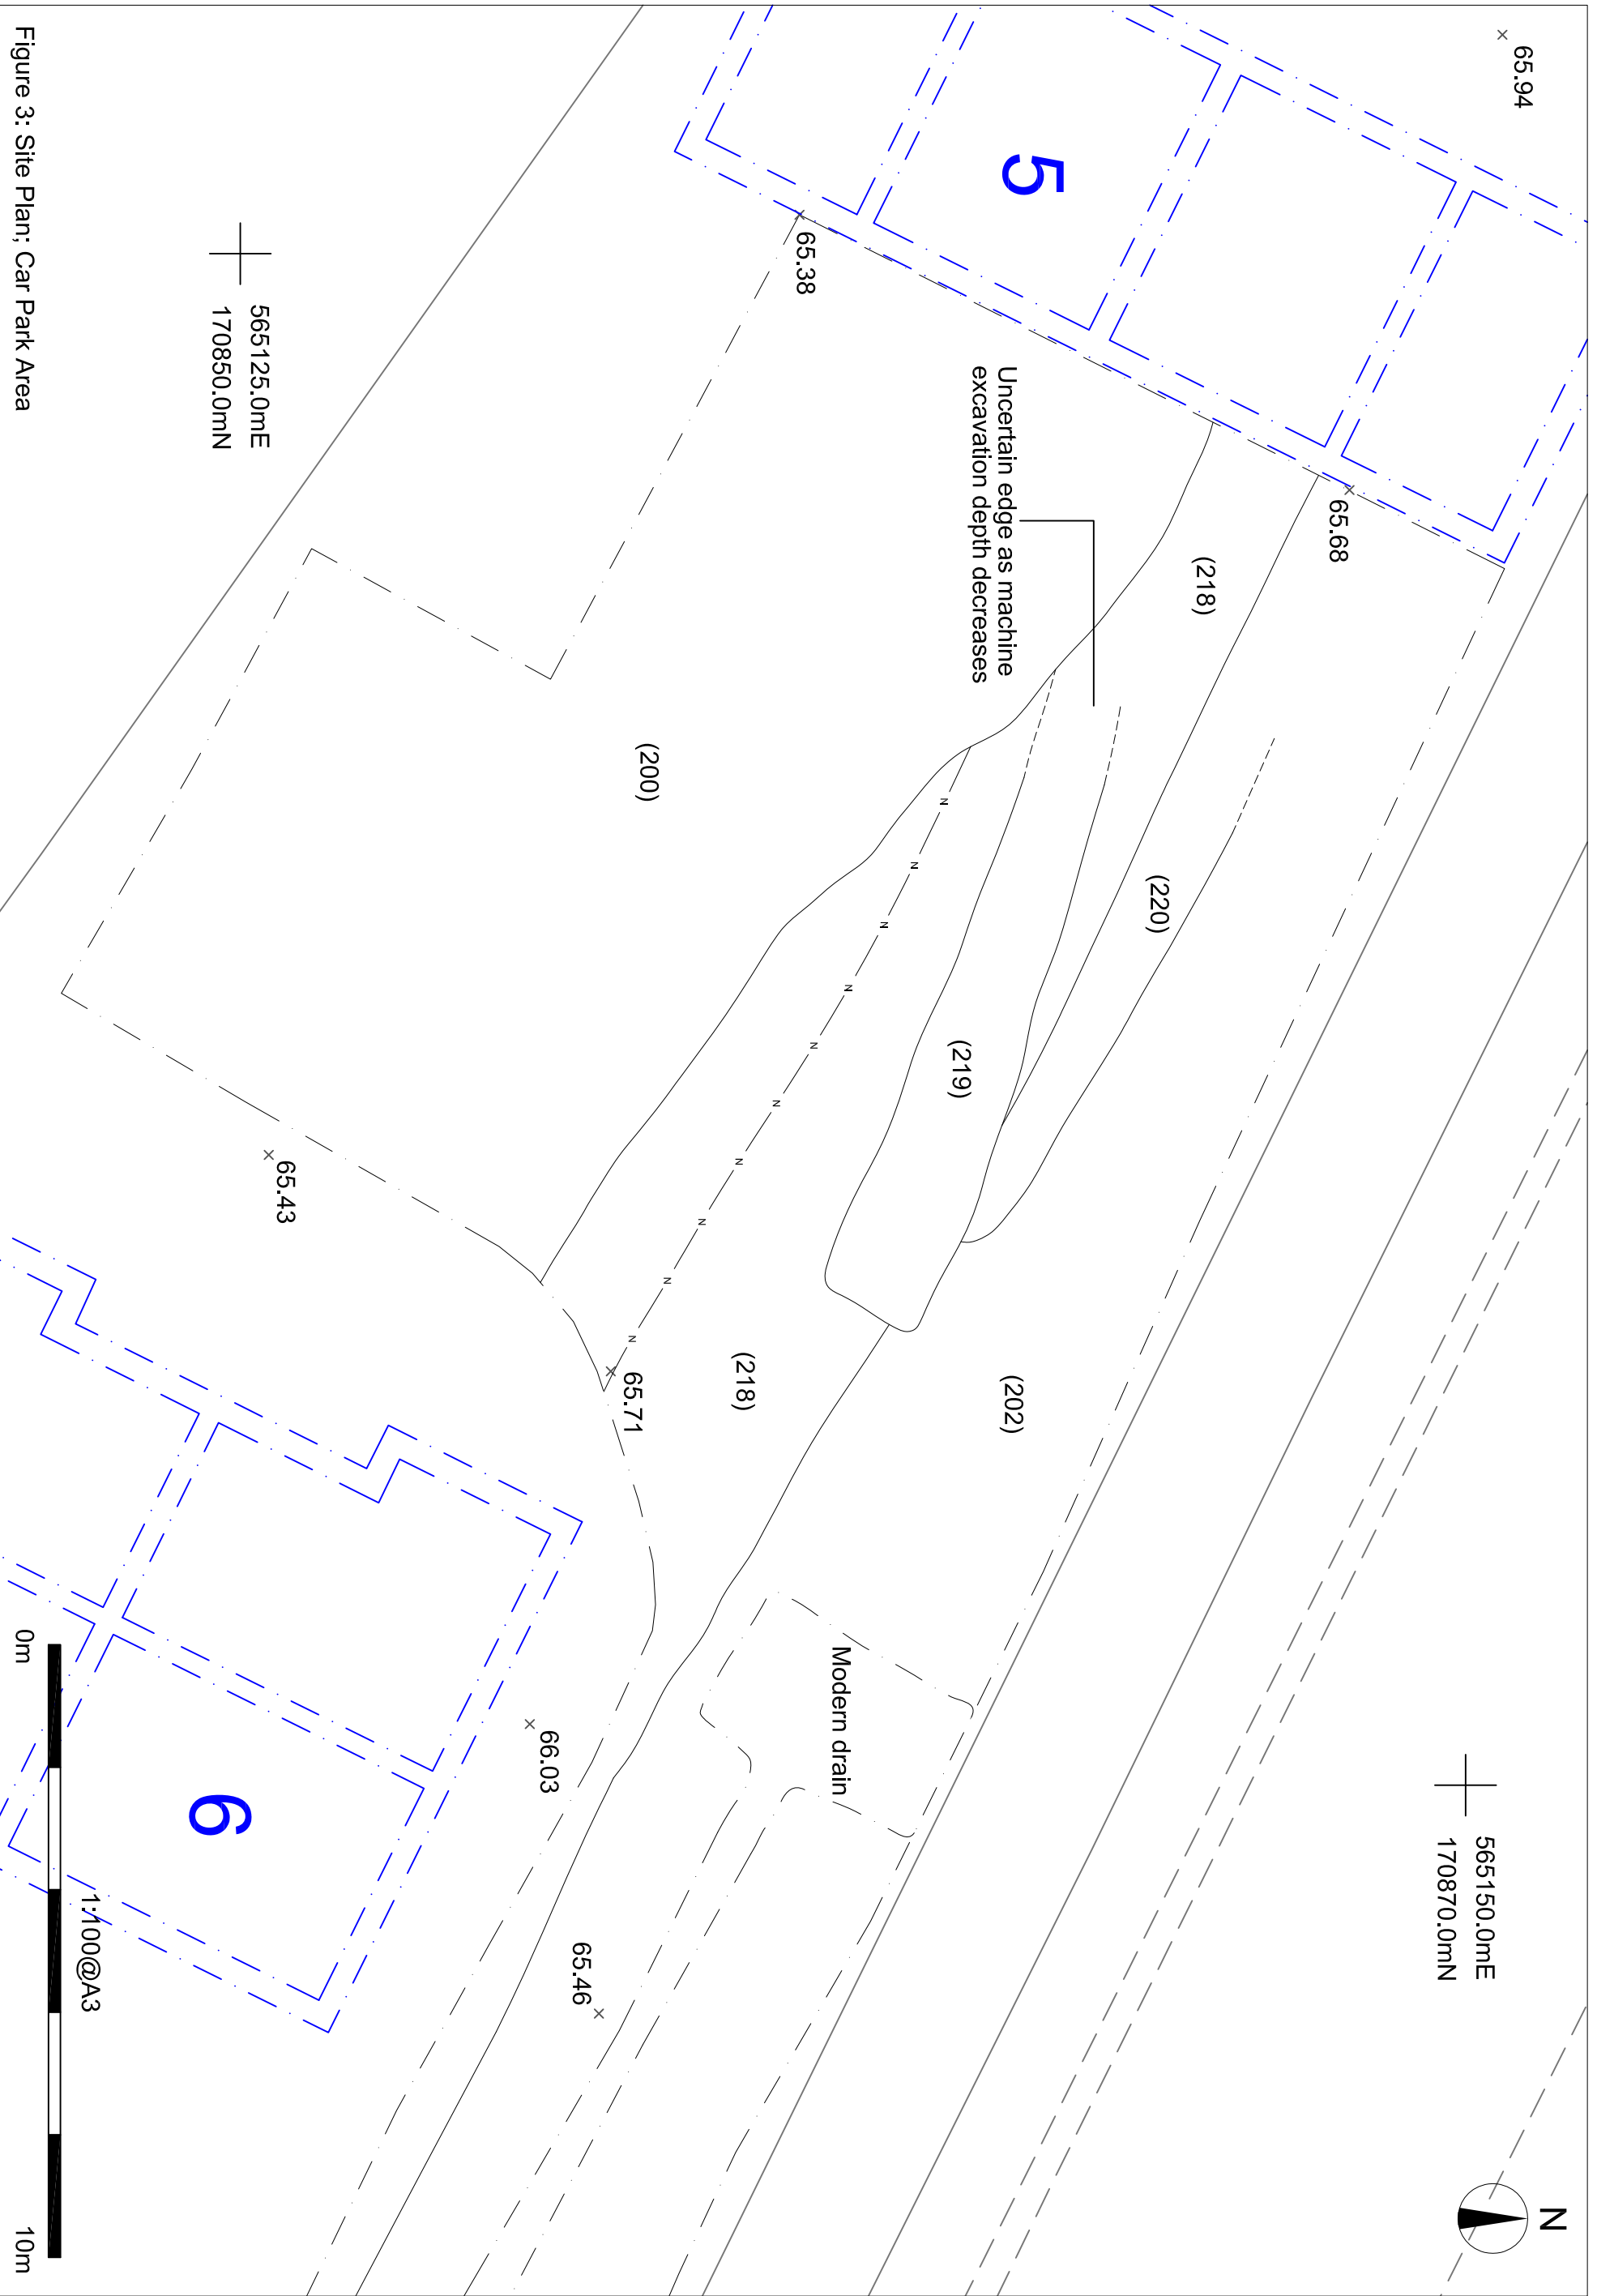 65.94
N
5
565150.0mE
170870.0mN
65.68
(218)
(220)
(202)
65.38
Uncertain edge as machine
excavation depth decreases
(219)
Modern drain
(218)
(200)
65.71
65.46
66.03
565125.0mE
170850.0mN
65.43
6
1:100@A3
0m
10m
Figure 3: Site Plan; Car Park Area
N
N
N
N
N
N
N
N
N
N